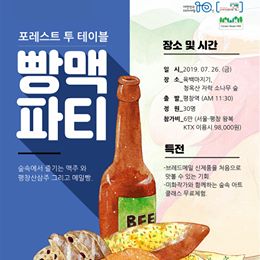 포레스트 투 테이블
빵맥
파티
숲속에서 즐기는 맥주 와
평창산삼주 그리고 메밀빵.
장소 및 시간
일 시_2019. 07. 26. (금)
장 소_육백마지기,
청옥산 자락 소나무 숲
출 발_평창역 (AM 11:30)
정 원_30명
참가비_6만 (서울-평창 왕복
KTX 이용시 98,000원)
특전
-브레드메밀 신제품을 처음으로
맛볼 수 있는 기회
-미화작가와 함께하는 숲속 아트
클래스 무료체험.
BEE